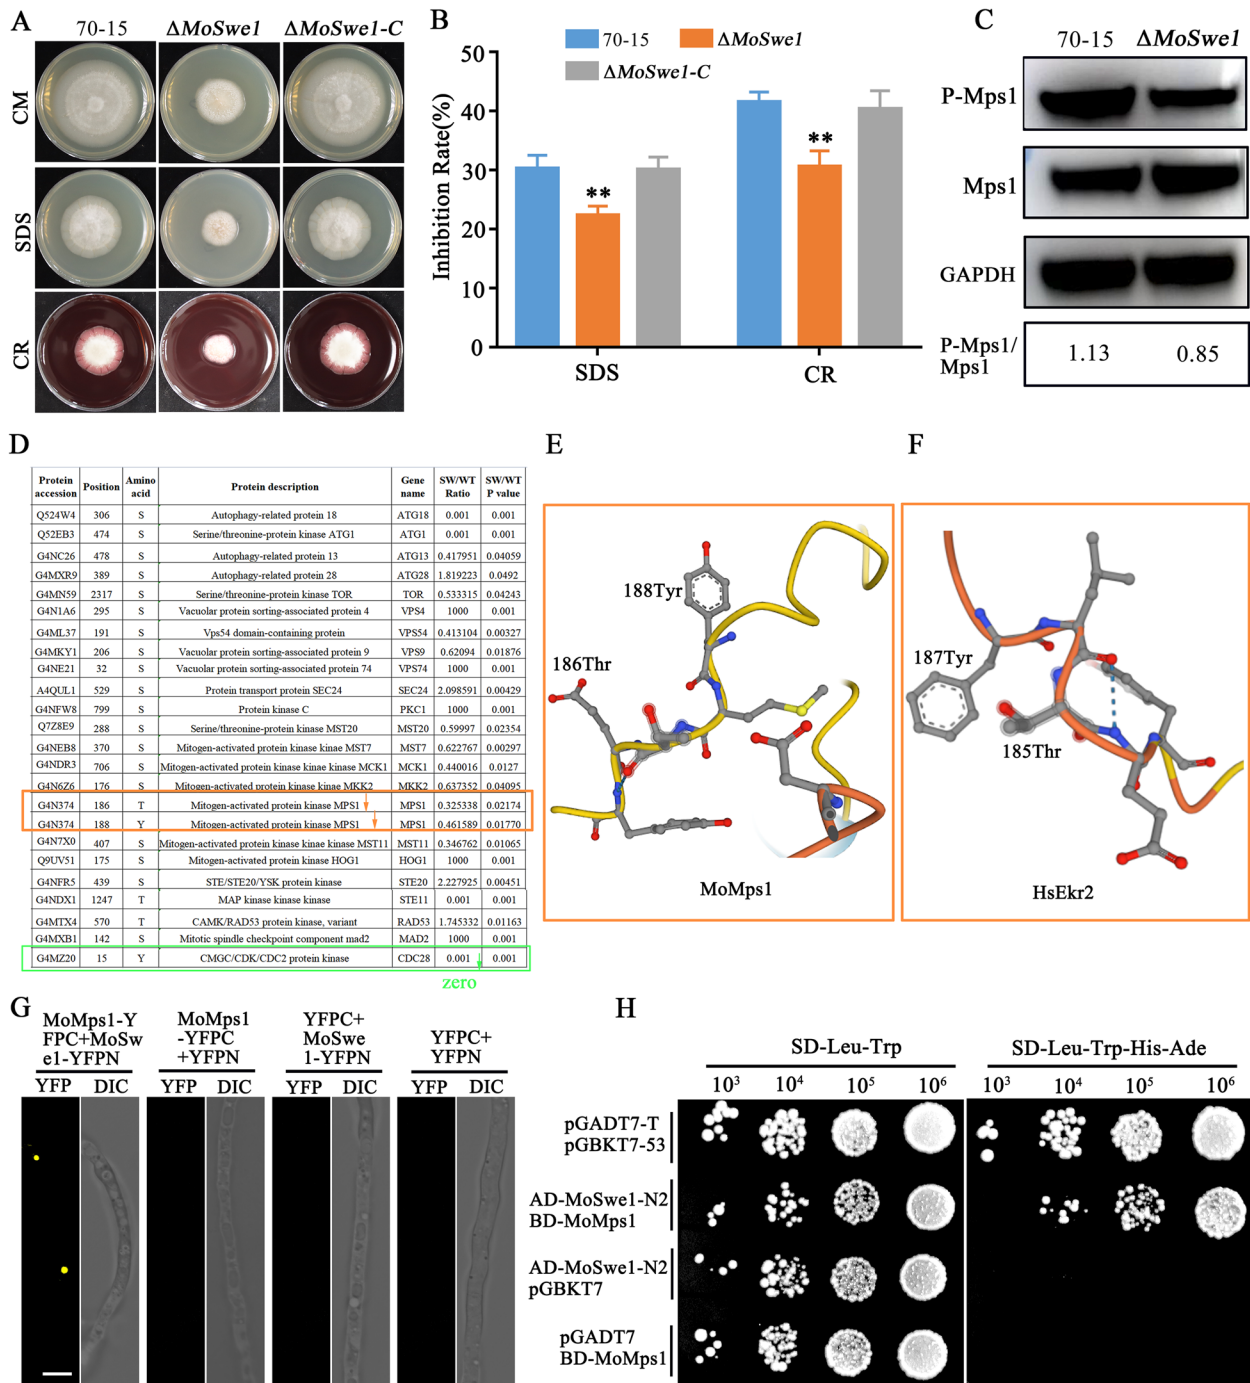 A
70-15
ΔMoSwe1
ΔMoSwe1-C
CM
SDS
CR
B
70-15
ΔMoSwe1
ΔMoSwe1-C
Inhibition Rate(%)
50
40
30
20
10
0
**
**
SDS
CR
C
70-15
ΔMoSwe1
P-Mps1
Mps1
GAPDH
P-Mps1/
Mps1
1.13
0.85
D
Protein accession Position Amino acid Protein description Gene name SW/WT Ratio SW/WT P value
Q524W4 306 S Autophagy-related protein 18 ATG18 0.001 0.001
Q52EB3 474 S Serine/threonine-protein kinase ATG1 ATG1 0.001 0.001
G4NC26 478 S Autophagy-related protein 13 ATG13 0.417951 0.04059
G4MXR9 389 S Autophagy-related protein 28 ATG28 1.819223 0.0492
G4MN59 2317 S Serine/threonine-protein kinase TOR TOR 0.533315 0.04243
G4N1A6 295 S Vacuolar protein sorting-associated protein 4 VPS4 1000 0.001
G4ML37 191 S Vps54 domain-containing protein VPS54 0.413104 0.00327
G4MKY1 206 S Vacuolar protein sorting-associated protein 9 VPS9 0.62094 0.01876
G4NE21 32 S Vacuolar protein sorting-associated protein 74 VPS74 1000 0.001
A4QUL1 529 S Protein transport protein SEC24 SEC24 2.098591 0.00429
G4NFW8 799 S Protein kinase C PKC1 1000 0.001
Q7Z8E9 288 S Serine/threonine-protein kinase MST20 MST20 0.59997 0.02354
G4NEB8 370 S Mitogen-activated protein kinase kinae MST7 MST7 0.622767 0.00297
G4NDR3 706 S Mitogen-activated protein kinae kinase kinase MCK1 MCK1 0.440016 0.0127
G4N6Z6 176 S Mitogen-activated protein kinase kinae MKK2 MKK2 0.637352 0.04095
G4N374 186 T Mitogen-activated protein kinase MPS1 MPS1 0.325338 0.02174
G4N374 188 Y Mitogen-activated protein kinase MPS1 MPS1 0.461589 0.01770
G4N7X0 407 S Mitogen-activated protein kinase kinae kinase MST11 MST11 0.346762 0.01065
Q9UV51 175 S Mitogen-activated protein kinase HOG1 HOG1 1000 0.001
G4NFR5 439 S STE/STE20/YSK protein kinase STE20 2.227925 0.00451
G4NDX1 1247 T MAP kinase kinase kinase STE11 0.001 0.001
G4MTX4 570 T CAMK/RAD53 protein kinase, variant RAD53 1.745332 0.01163
G4MXB1 142 S Mitotic spindle checkpoint component mad2 MAD2 1000 0.001
G4MZ20 15 Y CMGC/CDK/CDC2 protein kinase CDC28 0.001 0.001
zero
E
188Tyr
186Thr
MoMps1
F
187Tyr
185Thr
HsEkr2
G
MoMps1-Y
FPC+MoSw
e1-YFPN
MoMps1
-YFPC
+YFPN
YFPC+
MoSwe
1-YFPN
YFPC+
YFPN
YFP DIC YFP DIC YFP DIC YFP DIC
H
SD-Leu-Trp
SD-Leu-Trp-His-Ade
10³ 10⁴ 10⁵ 10⁶ 10³ 10⁴ 10⁵ 10⁶
pGADT7-T
pGBKT7-53
AD-MoSwe1-N2
BD-MoMps1
AD-MoSwe1-N2
pGBKT7
pGADT7
BD-MoMps1